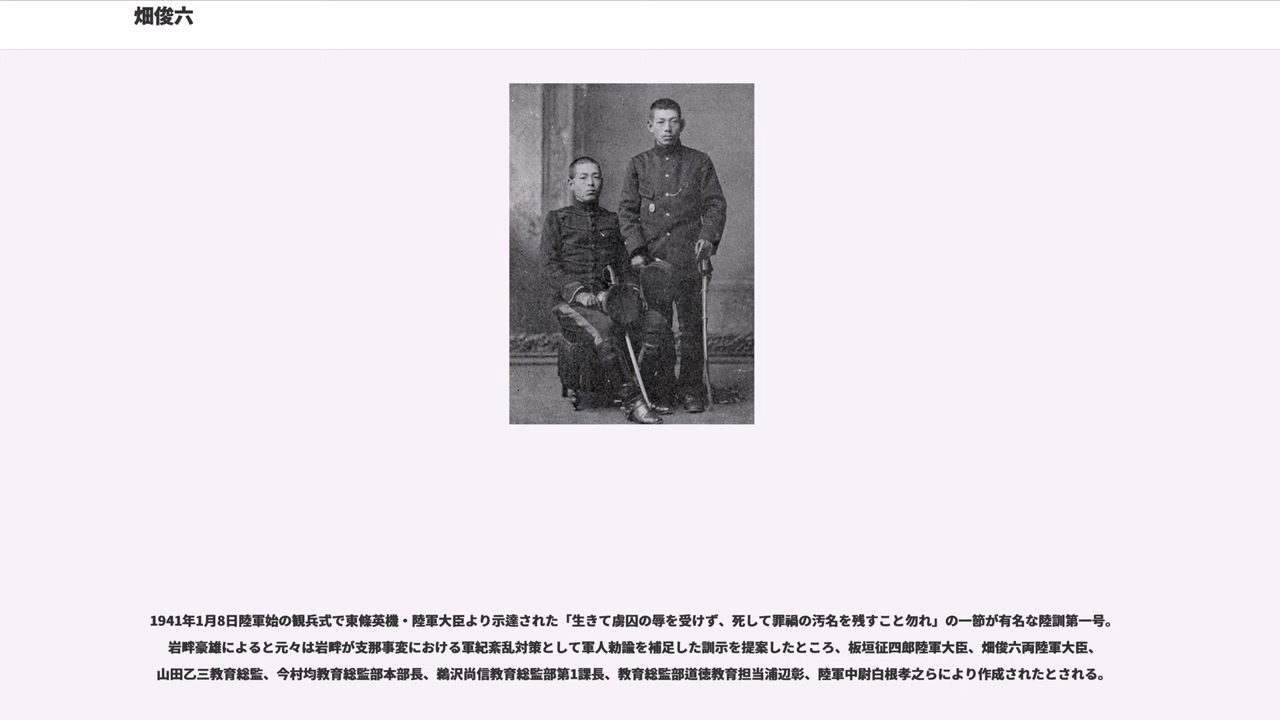 畑俊六
1941年1月8日陸軍始の観兵式で東條英機・陸軍大臣より示達された「生きて虜囚の辱を受けず、死して罪禍の汚名を残すこと勿れ」の一節が有名な陸訓第一号。
岩畔豪雄によると元々は岩畔が支那事変における軍紀紊乱対策として軍人勅諭を補足した訓示を提案したところ、板垣征四郎陸軍大臣、畑俊六両陸軍大臣、
山田乙三教育総監、今村均教育総監部本部長、鵜沢尚信教育総監部第1課長、教育総監部道徳教育担当浦辺彰、陸軍中尉白根孝之らにより作成されたとされる。